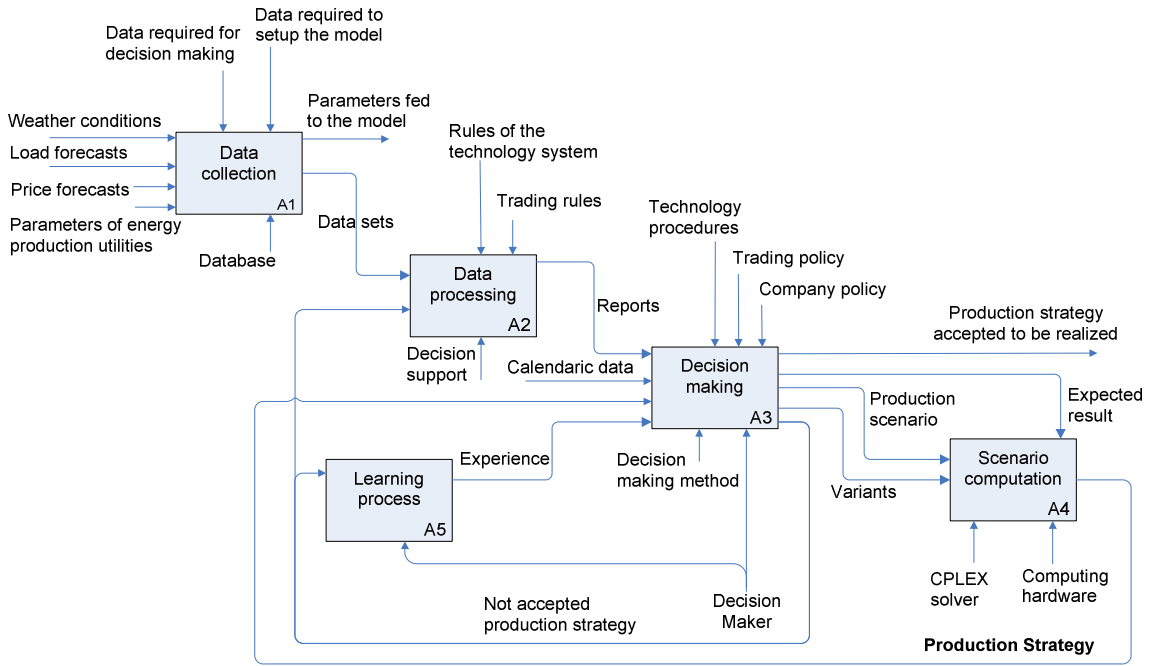 Data required for
decision making
Data required to
setup the model
Weather conditions
Load forecasts
Price forecasts
Parameters of energy
production utilities
Data
collection
A1
Parameters fed
to the model
Database
Data sets
Rules of the
technology system
Trading rules
Data
processing
A2
Decision
support
Reports
Technology
procedures
Trading policy
Company policy
Calendaric data
Decision
making
A3
Production strategy
accepted to be realized
Expected
result
Production
scenario
Variants
Decision
making method
Experience
Learning
process
A5
Scenario
computation
A4
CPLEX
solver
Computing
hardware
Decision
Maker
Not accepted
production strategy
Production Strategy